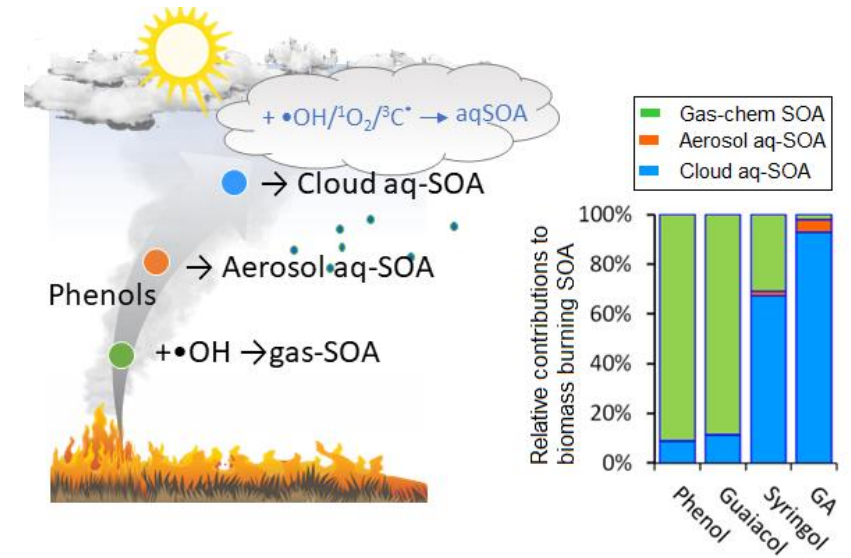 + •OH/¹O₂/³C* → aqSOA
→ Cloud aq-SOA
→ Aerosol aq-SOA
Phenols
+•OH →gas-SOA
Gas-chem SOA
Aerosol aq-SOA
Cloud aq-SOA
Relative contributions to
biomass burning SOA
100%
80%
60%
40%
20%
0%
Phenol
Guaiacol
Syringol
GA